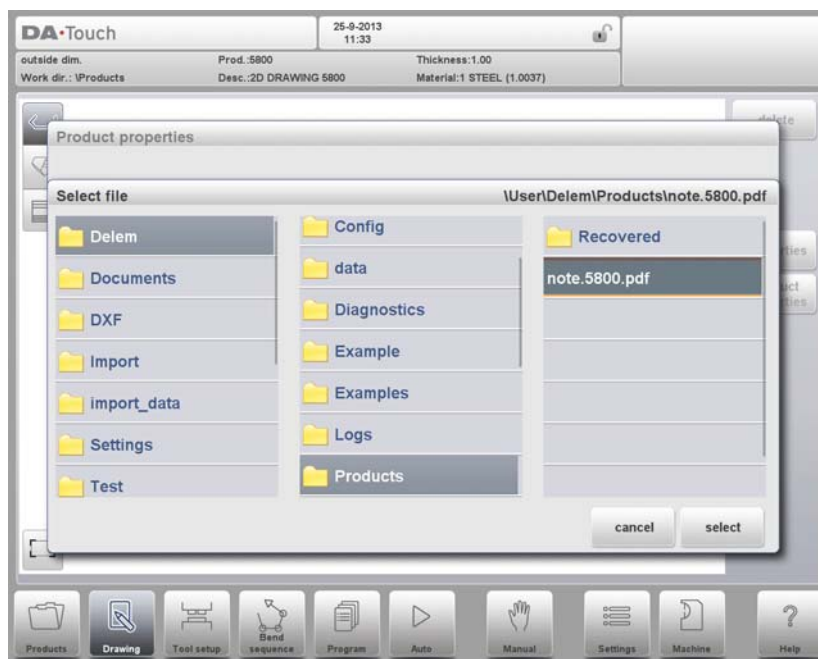 DA·Touch
25-9-2013
11:33
outside dim. Prod.:5800 Thickness:1.00
Work dir.: \Products Desc.:2D DRAWING 5800 Material:1 STEEL (1.0037)
delete
Product properties
Select file \User\Delem\Products\note.5800.pdf
Delem Config Recovered
Documents data note.5800.pdf
DXF Diagnostics
Import Example
import_data Examples
Settings Logs
Test Products
cancel select
Products Drawing Tool setup Bend sequence Program Auto Manual Settings Machine Help